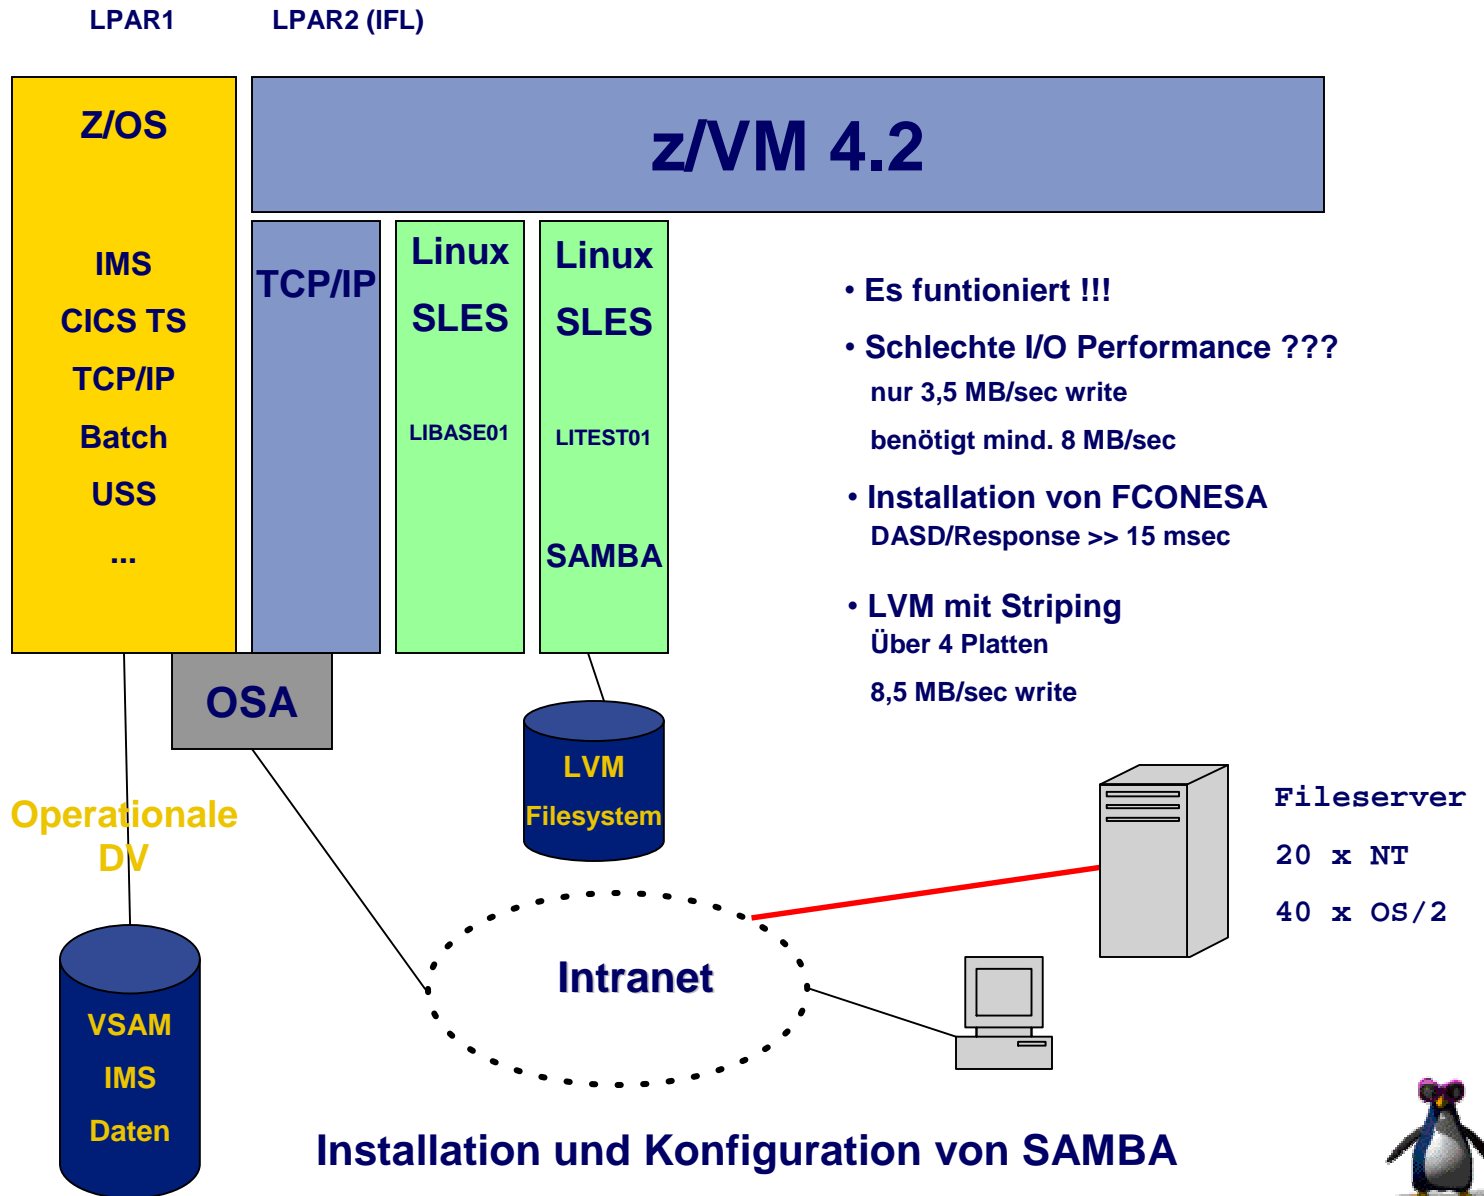 LPAR1
LPAR2 (IFL)
Z/OS
IMS
CICS TS
TCP/IP
Batch
USS
...
z/VM 4.2
TCP/IP
Linux
SLES
LIBASE01
Linux
SLES
LITEST01
SAMBA
• Es funtioniert !!!
• Schlechte I/O Performance ???
nur 3,5 MB/sec write
benötigt mind. 8 MB/sec
• Installation von FCONESA
DASD/Response >> 15 msec
• LVM mit Striping
Über 4 Platten
8,5 MB/sec write
OSA
LVM
Filesystem
Operationale
DV
Fileserver
20 x NT
40 x OS/2
Intranet
VSAM
IMS
Daten
Installation und Konfiguration von SAMBA